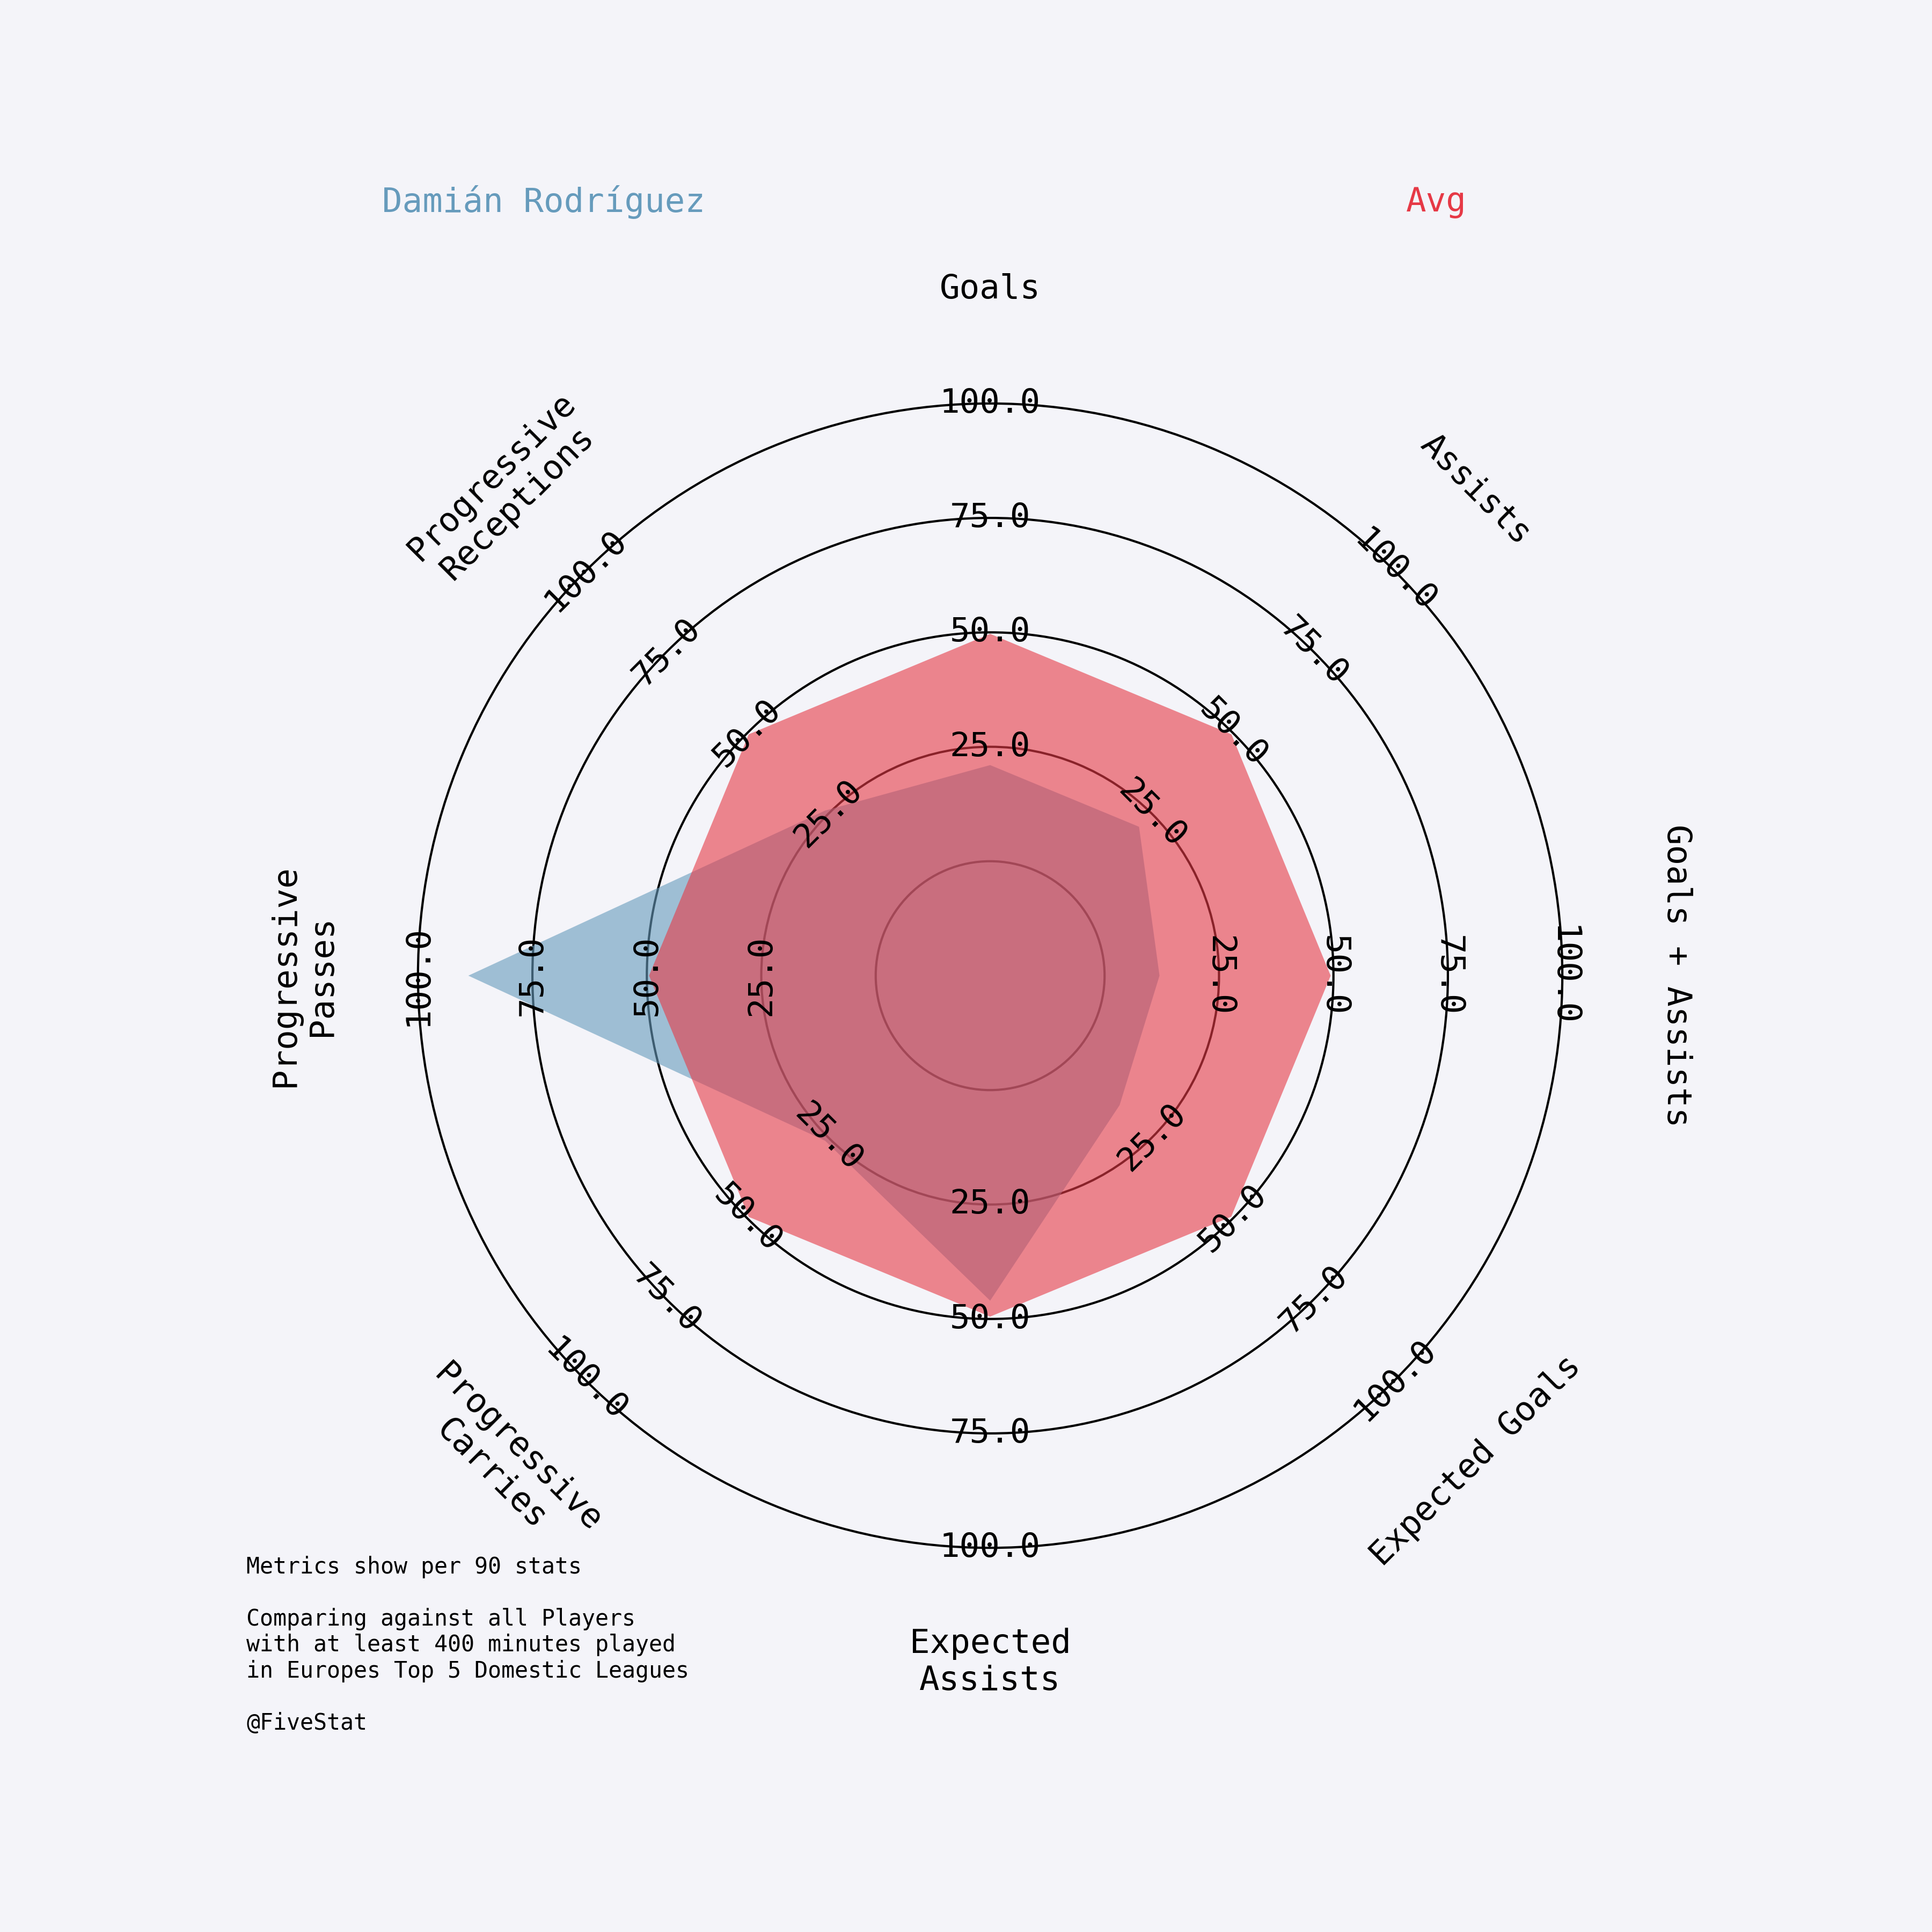 Damián Rodríguez
Avg
Goals
Assists
Goals + Assists
Expected Goals
Expected
Assists
Progressive
Carries
Progressive
Passes
Progressive
Receptions
25.0
50.0
75.0
100.0
25.0
50.0
75.0
100.0
25.0
50.0
75.0
100.0
25.0
50.0
75.0
100.0
25.0
50.0
75.0
100.0
25.0
50.0
75.0
100.0
25.0
50.0
75.0
100.0
25.0
50.0
75.0
100.0
Metrics show per 90 stats
Comparing against all Players
with at least 400 minutes played
in Europes Top 5 Domestic Leagues
@FiveStat